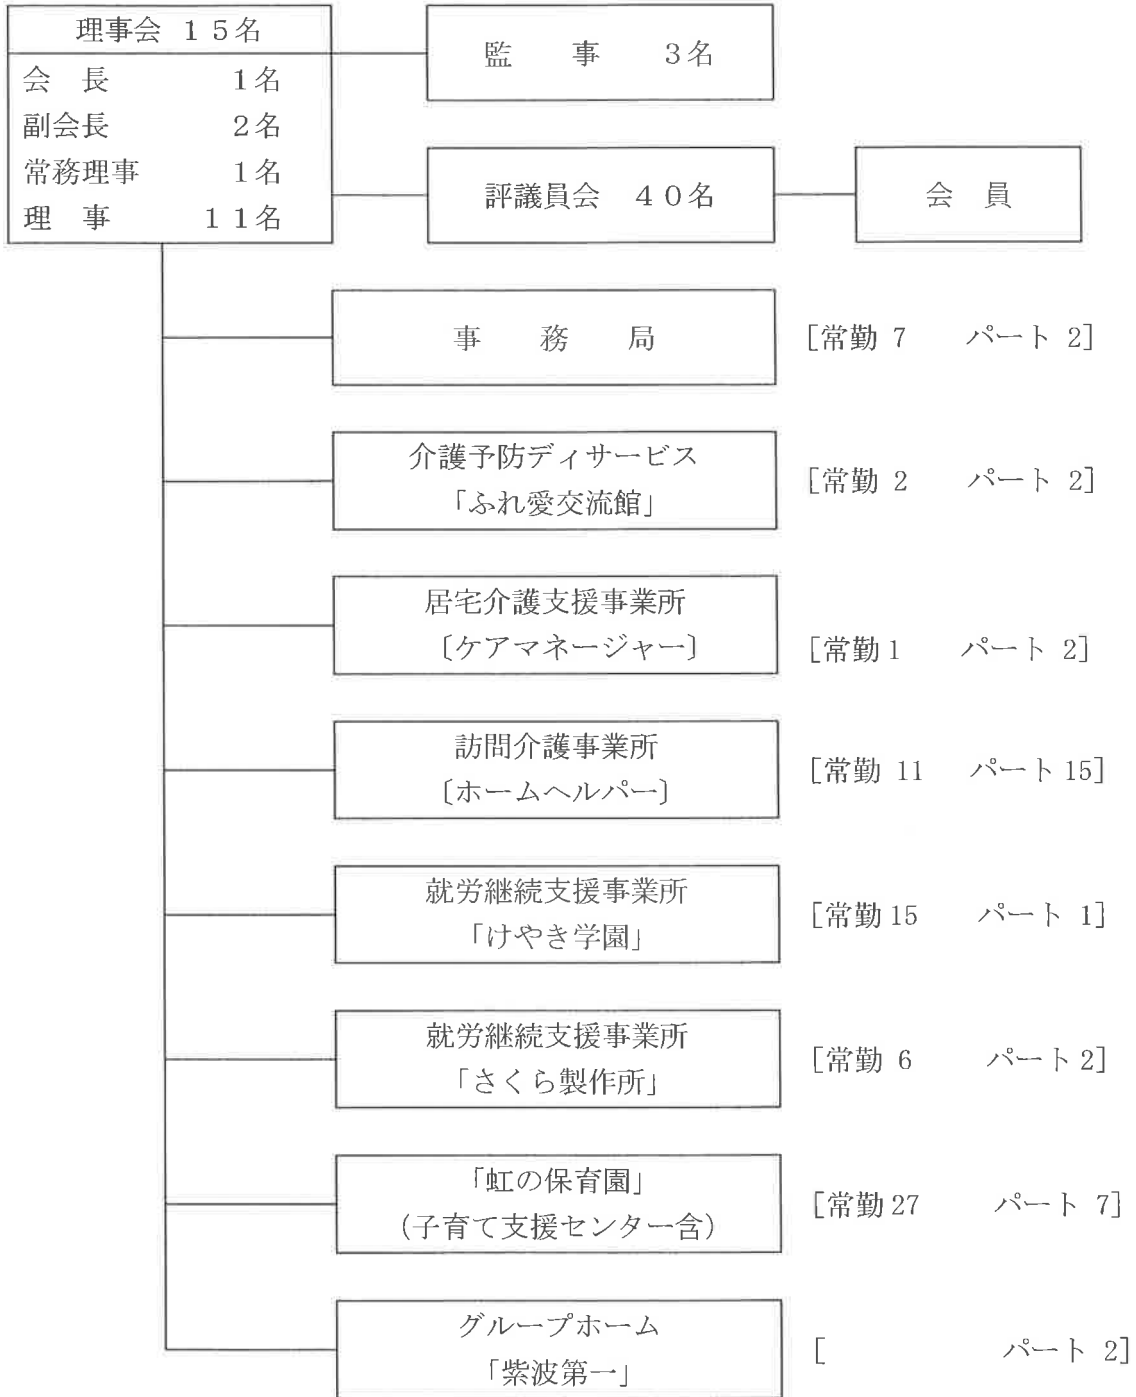 理事会 １５名
会 長 １名
副会長 ２名
常務理事 １名
理 事 １１名
監 事 ３名
評議員会 ４０名
会 員
事 務 局 [常勤 7 パート 2]
介護予防ディサービス
「ふれ愛交流館」
[常勤 2 パート 2]
居宅介護支援事業所
〔ケアマネージャー〕
[常勤 1 パート 2]
訪問介護事業所
〔ホームヘルパー〕
[常勤 11 パート 15]
就労継続支援事業所
「けやき学園」
[常勤 15 パート 1]
就労継続支援事業所
「さくら製作所」
[常勤 6 パート 2]
「虹の保育園」
(子育て支援センター含)
[常勤 27 パート 7]
グループホーム
「紫波第一」
[ パート 2]